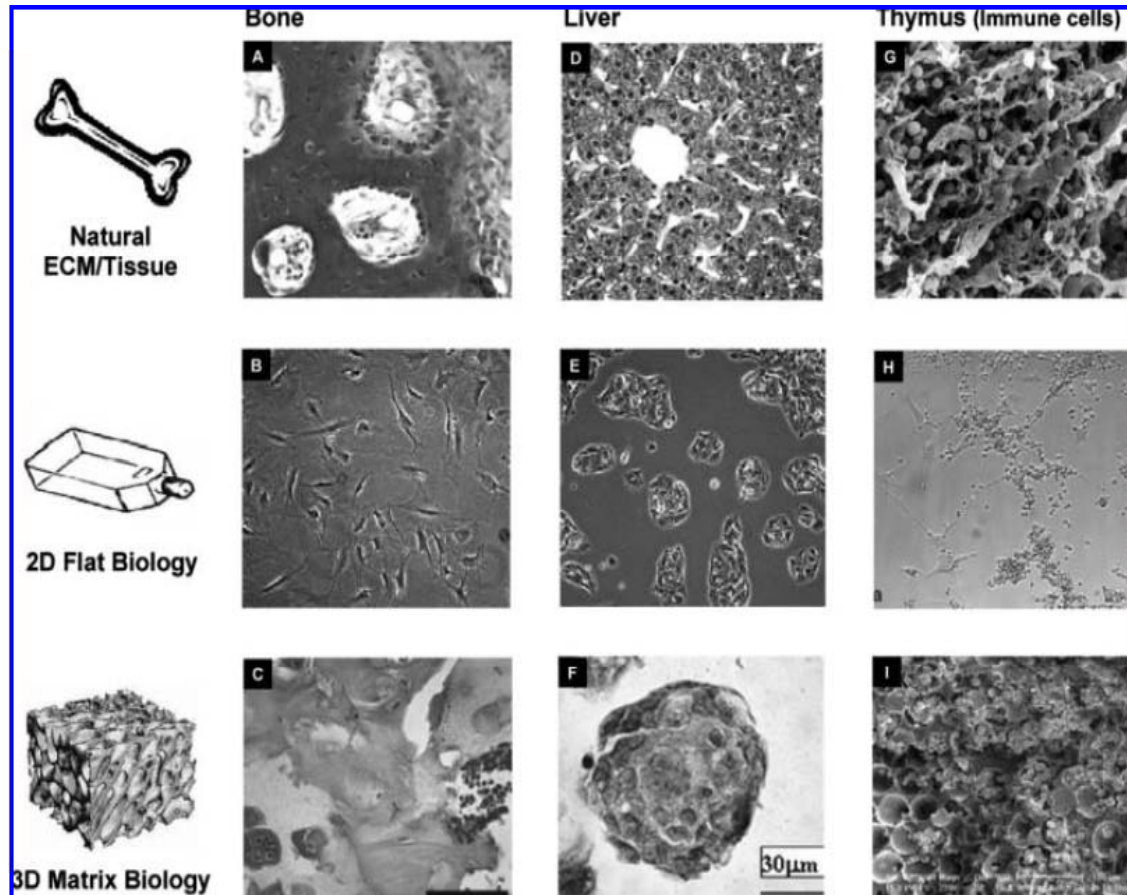 Bone
Liver
Thymus (Immune cells)
A
D
G
Natural
ECM/Tissue
B
E
H
2D Flat Biology
C
F
I
30µm
3D Matrix Biology